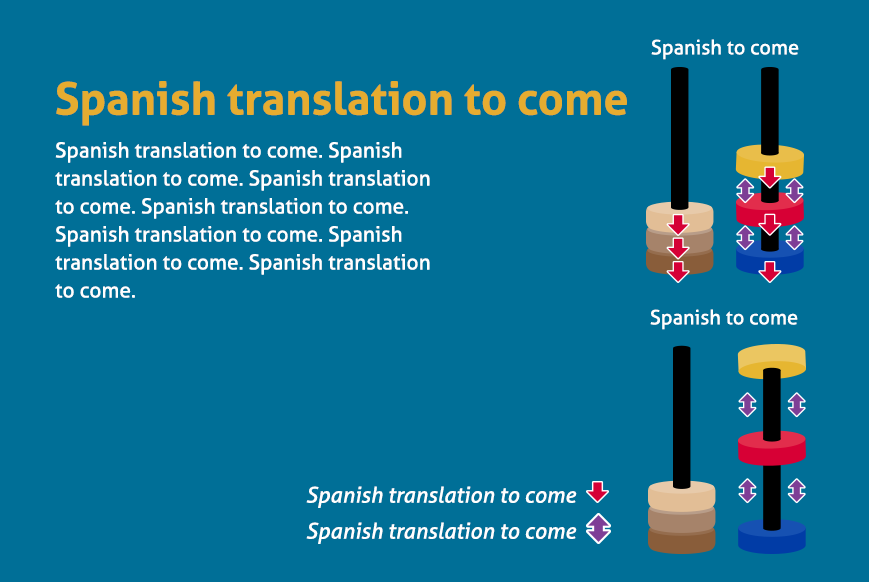 Spanish to come
Spanish translation to come
Spanish translation to come. Spanish
translation to come. Spanish translation
to come. Spanish translation to come.
Spanish translation to come. Spanish
translation to come. Spanish translation
to come.
Spanish to come
Spanish translation to come
Spanish translation to come